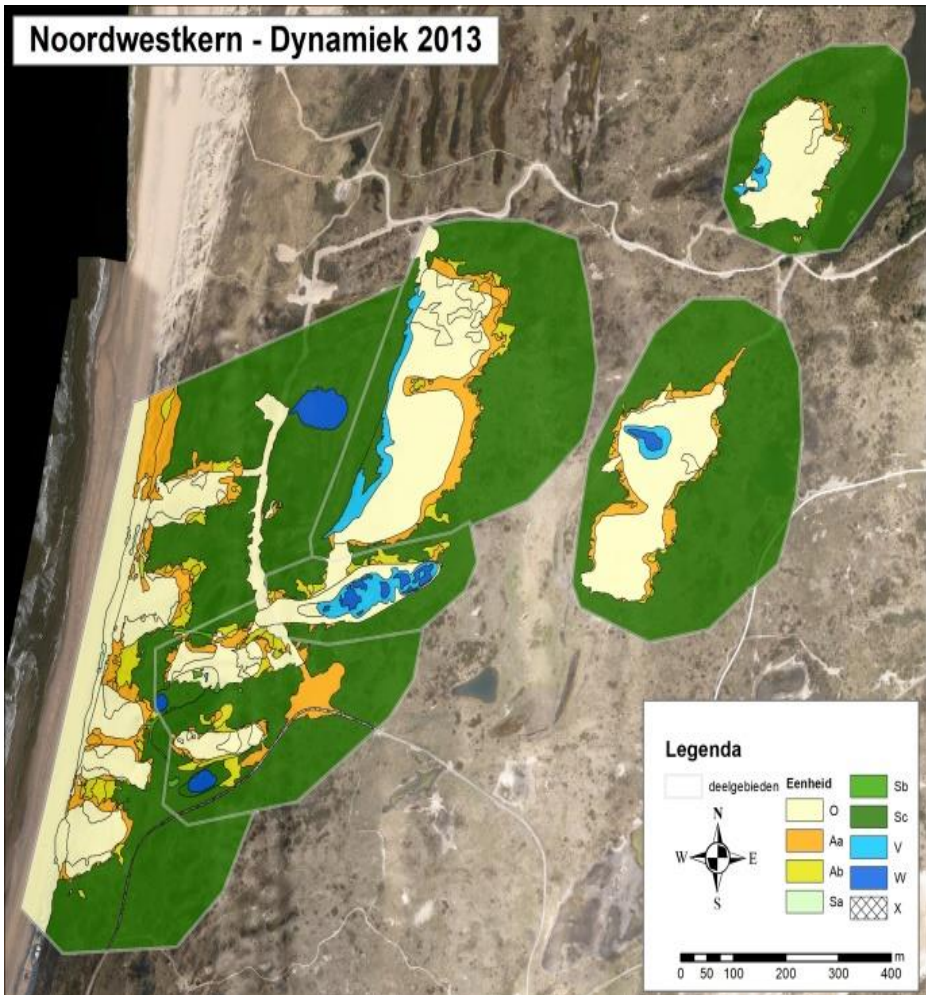 Noordwestkern - Dynamiek 2013
Legenda
deelgebieden
N
W E
S
Eenheid
O
Aa
Ab
Sa
Sb
Sc
V
W
X
m
0 50 100 200 300 400